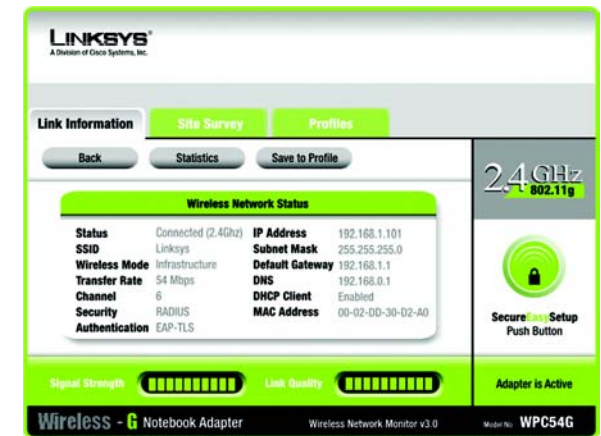 LINKSYS®
A Division of Cisco Systems, Inc.
Link Information Site Survey Profiles
Back Statistics Save to Profile
2.4 GHz
802.11g
Wireless Network Status
Status Connected (2.4Ghz) IP Address 192.168.1.101
SSID Linksys Subnet Mask 255.255.255.0
Wireless Mode Infrastructure Default Gateway 192.168.1.1
Transfer Rate 54 Mbps DNS 192.168.0.1
Channel 6 DHCP Client Enabled
Security RADIUS MAC Address 00-02-DD-30-D2-A0
Authentication EAP-TLS
SecureEasySetup
Push Button
Signal Strength Link Quality Adapter is Active
Wireless - G Notebook Adapter Wireless Network Monitor v3.0 Model No WPC54G